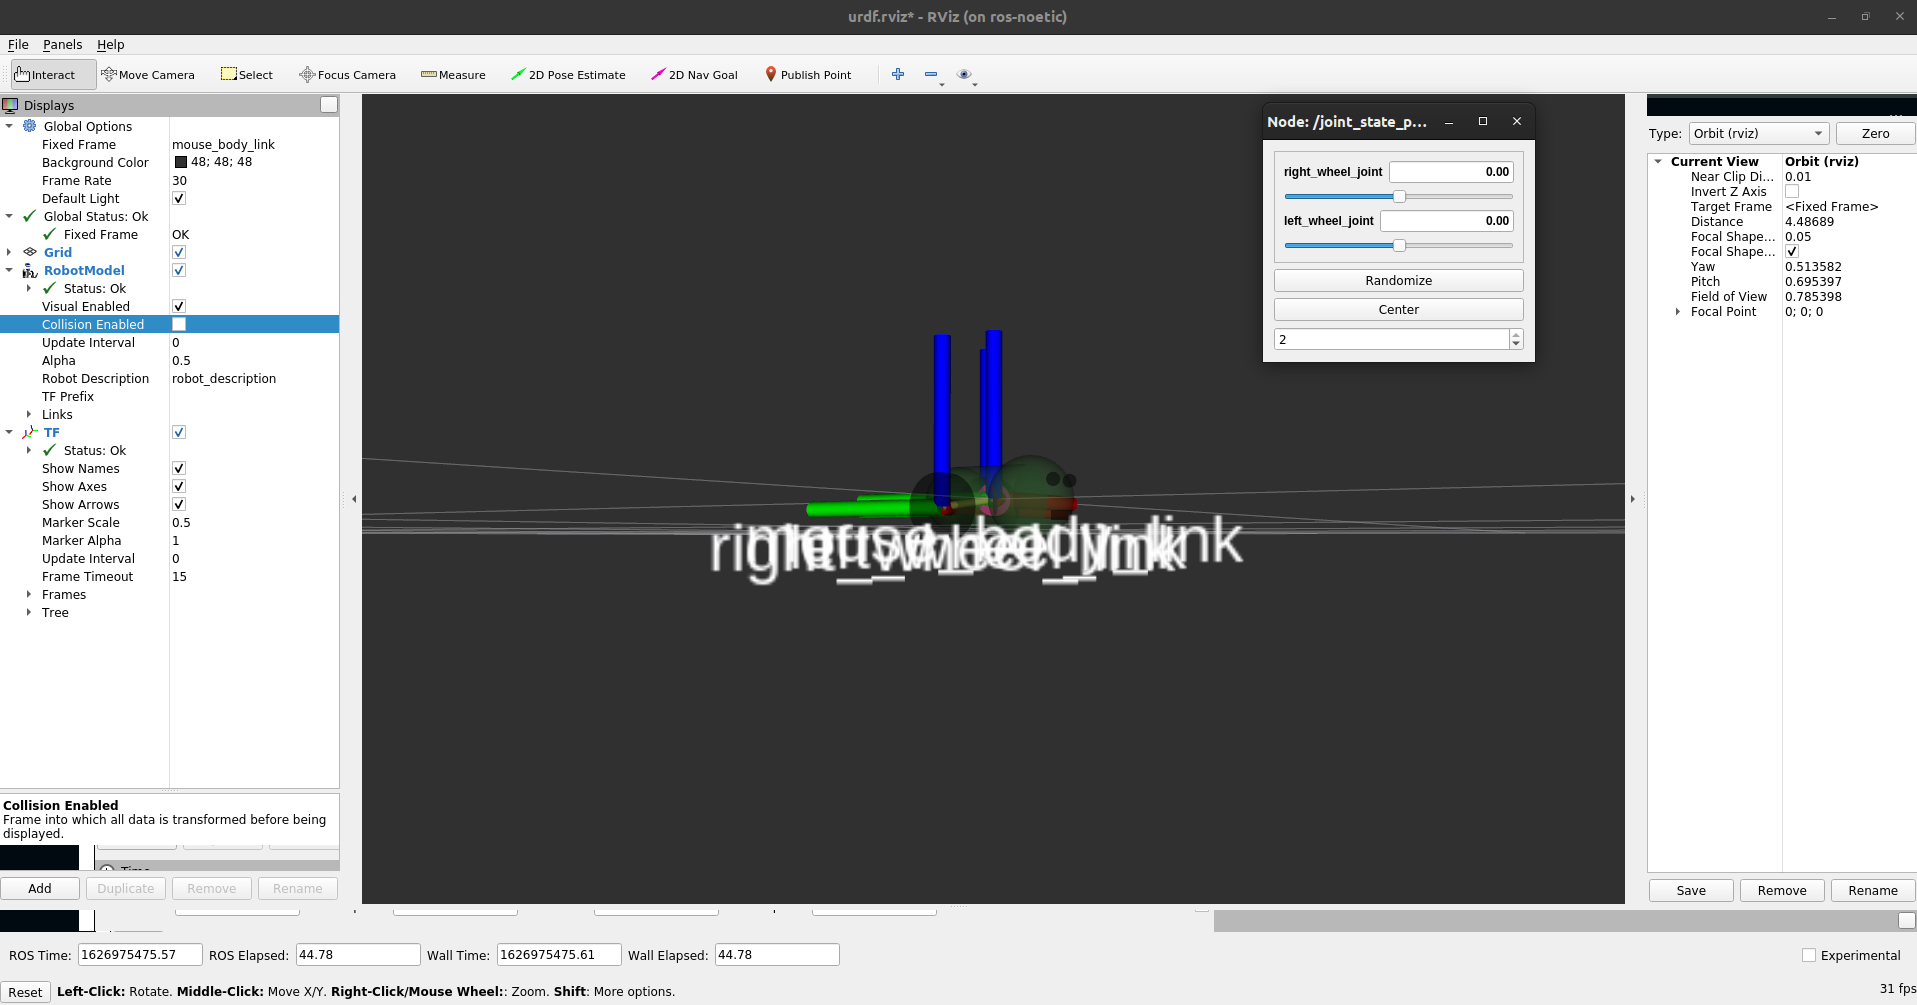 urdf.rviz* - RViz (on ros-noetic)
File Panels Help
Interact Move Camera Select Focus Camera Measure 2D Pose Estimate 2D Nav Goal Publish Point
Displays
Global Options
Fixed Frame mouse_body_link
Background Color 48; 48; 48
Frame Rate 30
Default Light
Global Status: Ok
Fixed Frame OK
Grid
RobotModel
Status: Ok
Visual Enabled
Collision Enabled
Update Interval 0
Alpha 0.5
Robot Description robot_description
TF Prefix
Links
TF
Status: Ok
Show Names
Show Axes
Show Arrows
Marker Scale 0.5
Marker Alpha 1
Update Interval 0
Frame Timeout 15
Frames
Tree
Collision Enabled
Frame into which all data is transformed before being
displayed.
Time
Add Duplicate Remove Rename
mouse_body_link
right_wheel_link
left_wheel_link
Node: /joint_state_p...
right_wheel_joint 0.00
left_wheel_joint 0.00
Randomize
Center
2
Type: Orbit (rviz) Zero
Current View Orbit (rviz)
Near Clip Di... 0.01
Invert Z Axis
Target Frame <Fixed Frame>
Distance 4.48689
Focal Shape... 0.05
Focal Shape...
Yaw 0.513582
Pitch 0.695397
Field of View 0.785398
Focal Point 0; 0; 0
Save Remove Rename
ROS Time: 1626975475.57 ROS Elapsed: 44.78 Wall Time: 1626975475.61 Wall Elapsed: 44.78 Experimental
Reset Left-Click: Rotate. Middle-Click: Move X/Y. Right-Click/Mouse Wheel:: Zoom. Shift: More options. 31 fps